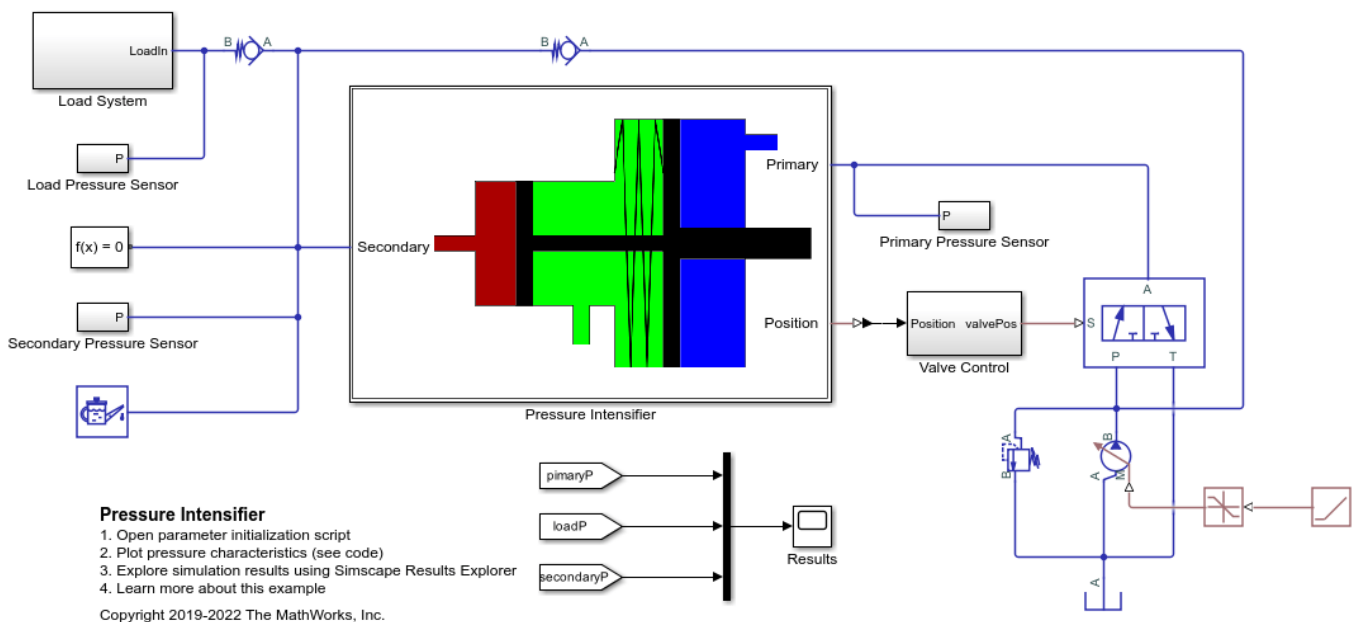 LoadIn
B
A
B
A
Load System
P
Load Pressure Sensor
Primary
P
Primary Pressure Sensor
f(x) = 0
Secondary
A
P
Secondary Pressure Sensor
Position
Position valvePos
S
Valve Control
P T
Pressure Intensifier
A
B
B
A
M
pimaryP
loadP
secondaryP
Results
A
Pressure Intensifier
1. Open parameter initialization script
2. Plot pressure characteristics (see code)
3. Explore simulation results using Simscape Results Explorer
4. Learn more about this example
Copyright 2019-2022 The MathWorks, Inc.